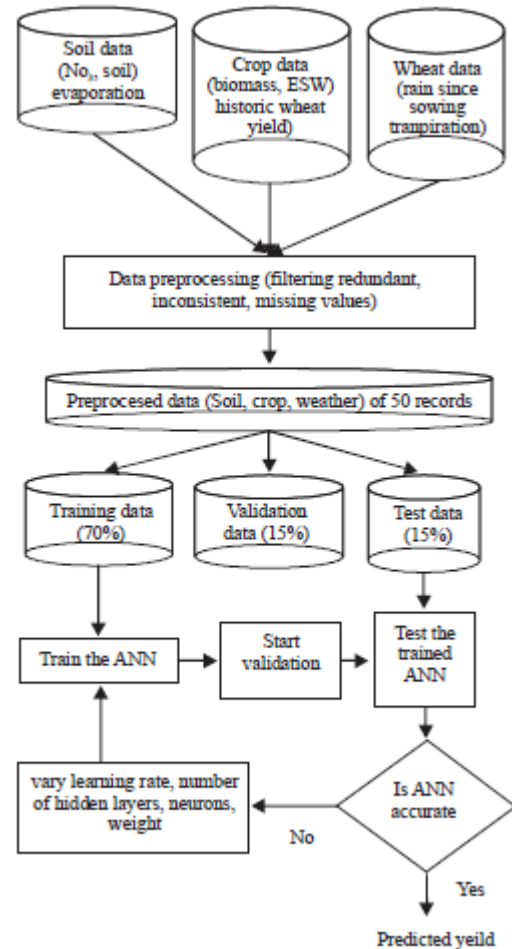 Soil data
(No₃, soil)
evaporation
Crop data
(biomass, ESW)
historic wheat
yield)
Wheat data
(rain since
sowing
tranpiration)
Data preprocessing (filtering redundant,
inconsistent, missing values)
Preprocesed data (Soil, crop, weather) of 50 records
Training data
(70%)
Validation
data (15%)
Test data
(15%)
Train the ANN
Start
validation
Test the
trained
ANN
vary learning rate, number
of hidden layers, neurons,
weight
Is ANN
accurate
No
Yes
Predicted yeild